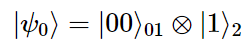 |ψ₀⟩ = |00⟩₀₁ ⊗ |1⟩₂